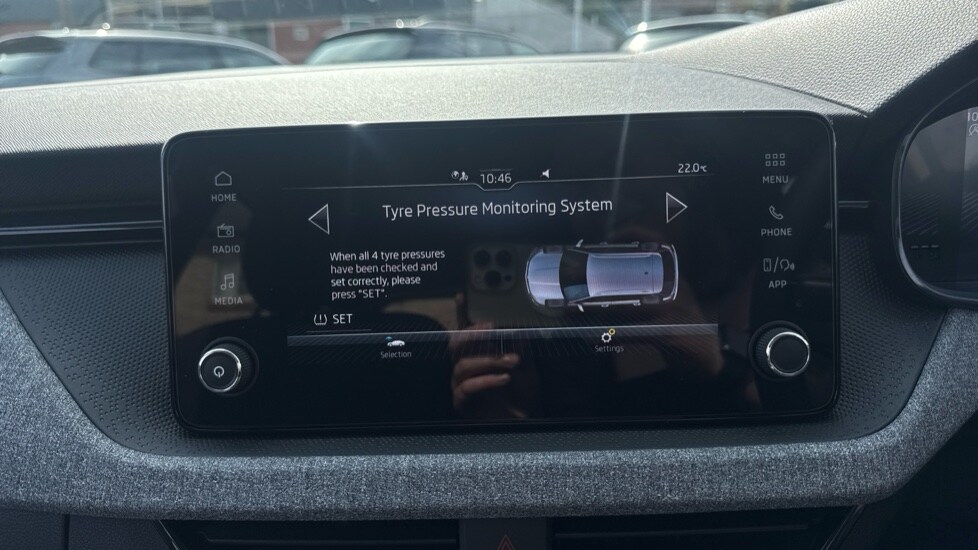 10:46
22.0°C
HOME
RADIO
MEDIA
Tyre Pressure Monitoring System
When all 4 tyre pressures
have been checked and
set correctly, please
press "SET".
SET
Selection
Settings
MENU
PHONE
APP
10